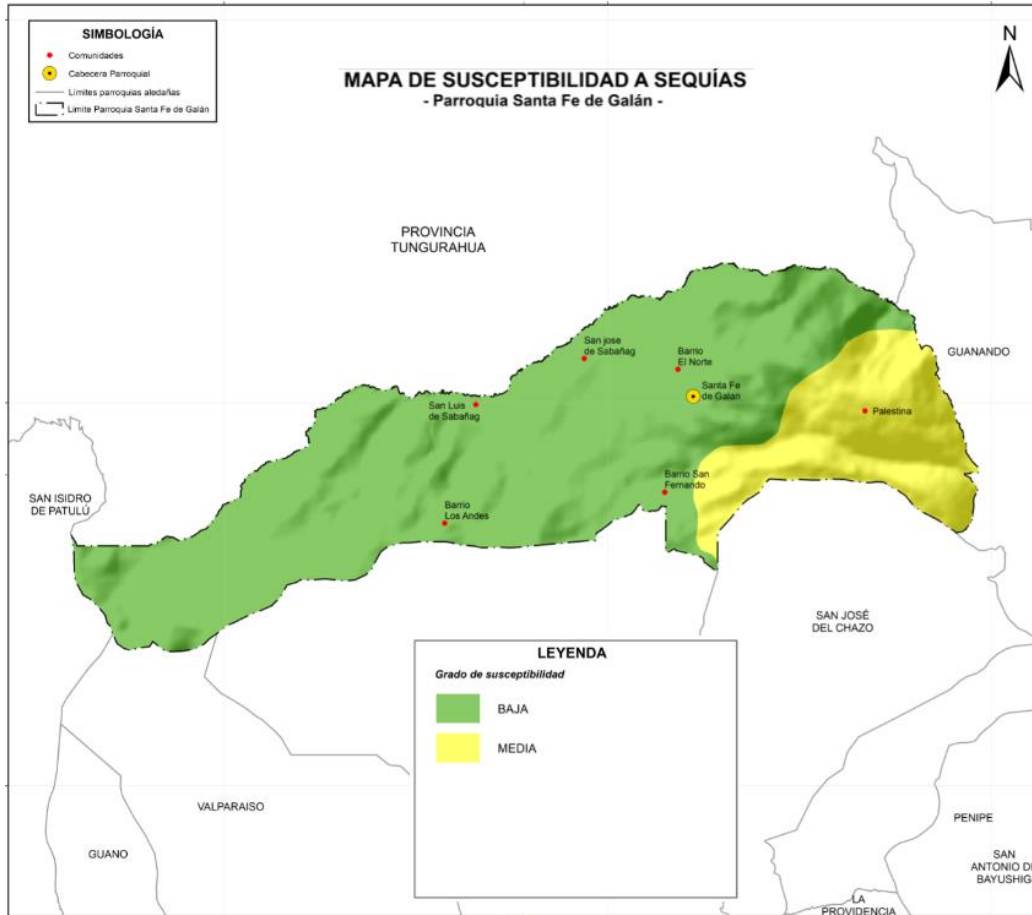 SIMBOLOGÍA
Comunidades
Cabecera Parroquial
Límites parroquias aledañas
Límite Parroquia Santa Fe de Galán
N
MAPA DE SUSCEPTIBILIDAD A SEQUÍAS
- Parroquia Santa Fe de Galán -
PROVINCIA
TUNGURAHUA
GUANANDO
San jose
de Sabañag
Barrio
El Norte
Santa Fe
de Galan
San Luis
de Sabañag
Palestina
Barrio San
Fernando
Barrio
Los Andes
SAN ISIDRO
DE PATULÚ
SAN JOSÉ
DEL CHAZO
LEYENDA
Grado de susceptibilidad
BAJA
MEDIA
VALPARAISO
GUANO
PENIPE
SAN
ANTONIO DE
BAYUSHIG
LA
PROVIDENCIA